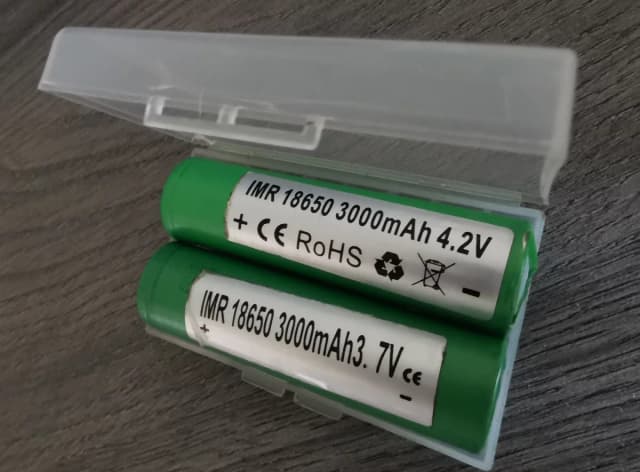 IMR 18650 3000mAh 4.2V
+ CE RoHS -
IMR 18650 3000mAh3. 7V
+ CE -